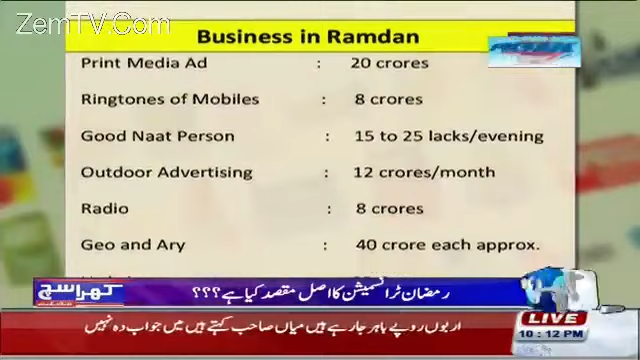 ZemTV.Com
Business in Ramdan
Print Media Ad : 20 crores
Ringtones of Mobiles : 8 crores
Good Naat Person : 15 to 25 lacks/evening
Outdoor Advertising : 12 crores/month
Radio : 8 crores
Geo and Ary : 40 crore each approx.
کھرا سچ
رمضان ٹرانسمیشن کا اصل مقصد کیا ہے؟؟؟
اربوں روپے باہر جا رہے ہیں میاں صاحب کہتے ہیں میں جواب دہ نہیں
LIVE
10:12 PM